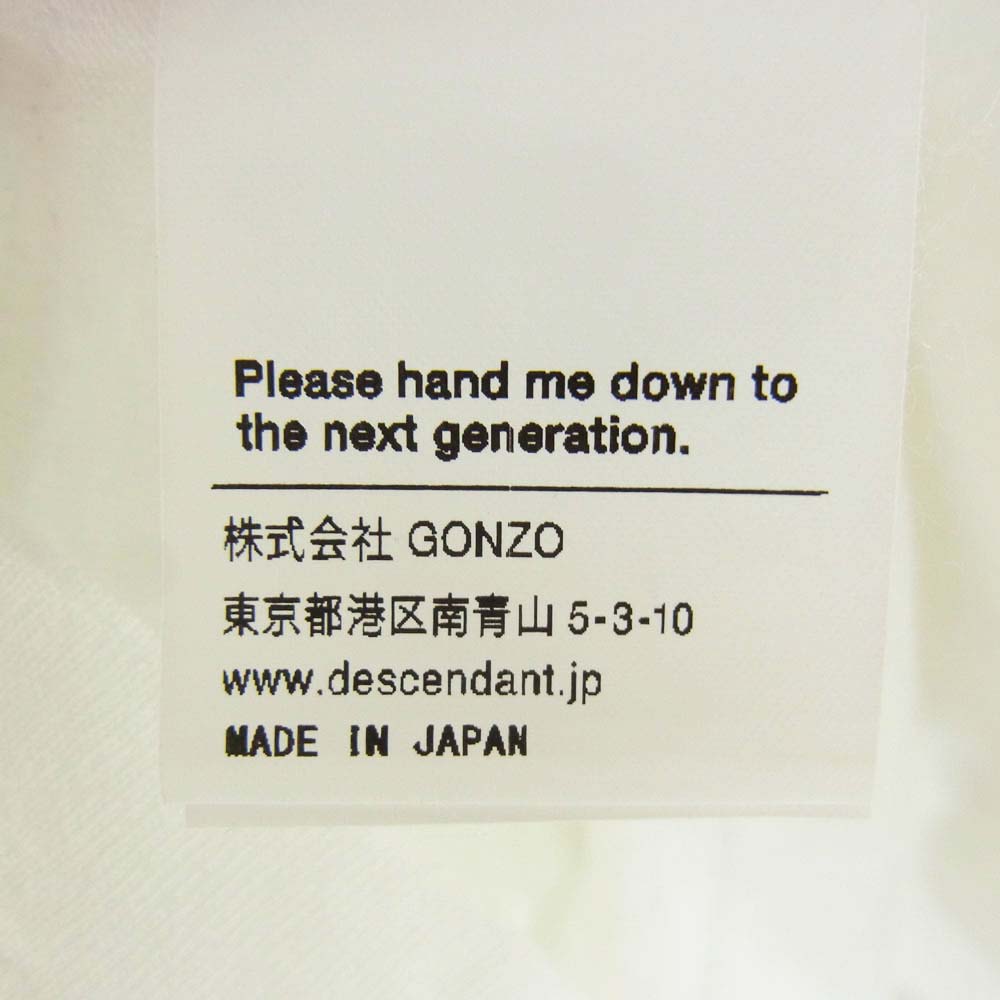 Please hand me down to
the next generation.
株式会社 GONZO
東京都港区南青山 5-3-10
www.descendant.jp
MADE IN JAPAN